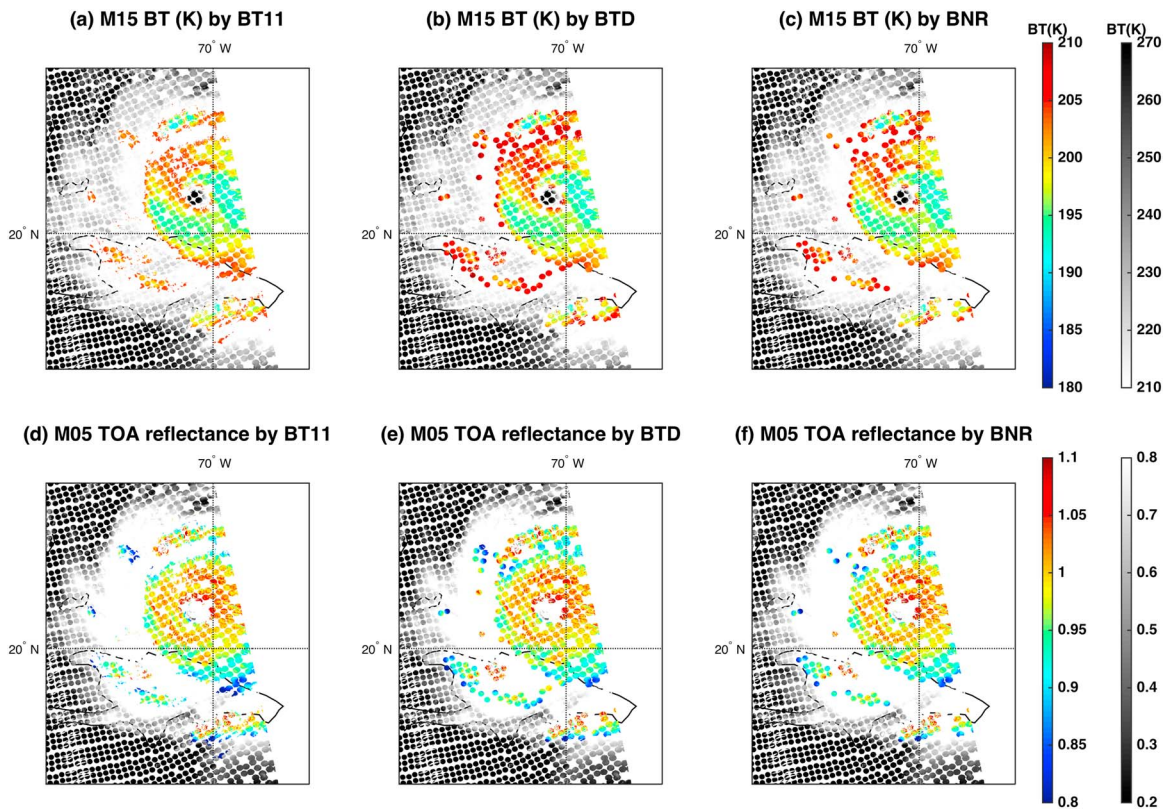 (a) M15 BT (K) by BT11
(b) M15 BT (K) by BTD
(c) M15 BT (K) by BNR
70° W
70° W
70° W
BT(K)
BT(K)
20° N
210
205
200
195
190
185
180
270
260
250
240
230
220
210
(d) M05 TOA reflectance by BT11
(e) M05 TOA reflectance by BTD
(f) M05 TOA reflectance by BNR
70° W
70° W
70° W
20° N
1.1
1.05
1
0.95
0.9
0.85
0.8
0.8
0.7
0.6
0.5
0.4
0.3
0.2